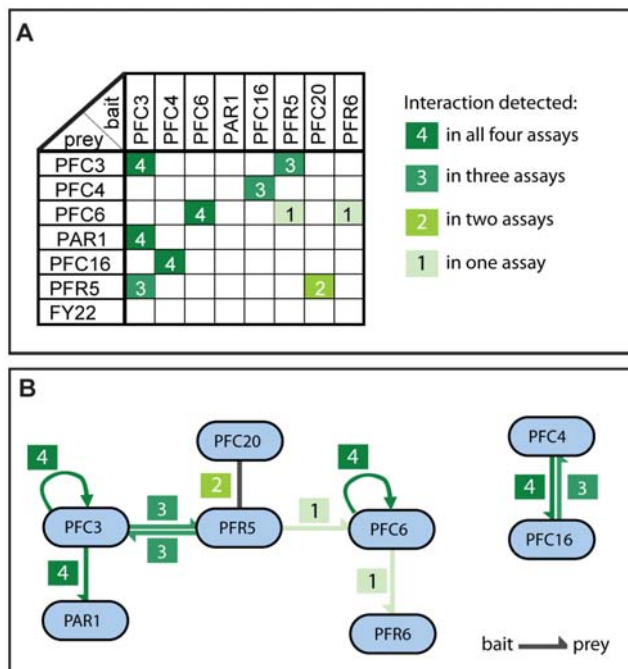 A
bait
prey
PFC3 PFC4 PFC6 PAR1 PFC16 PFR5 PFC20 PFR6
PFC3 4 3
PFC4 3
PFC6 4 1 1
PAR1 4
PFC16 4
PFR5 3 2
FY22
Interaction detected:
4 in all four assays
3 in three assays
2 in two assays
1 in one assay
B
PFC20
PFC4
4
4
2
4
3
3
PFC3
PFR5
1
PFC6
3
PFC16
4
1
PAR1
PFR6
bait prey